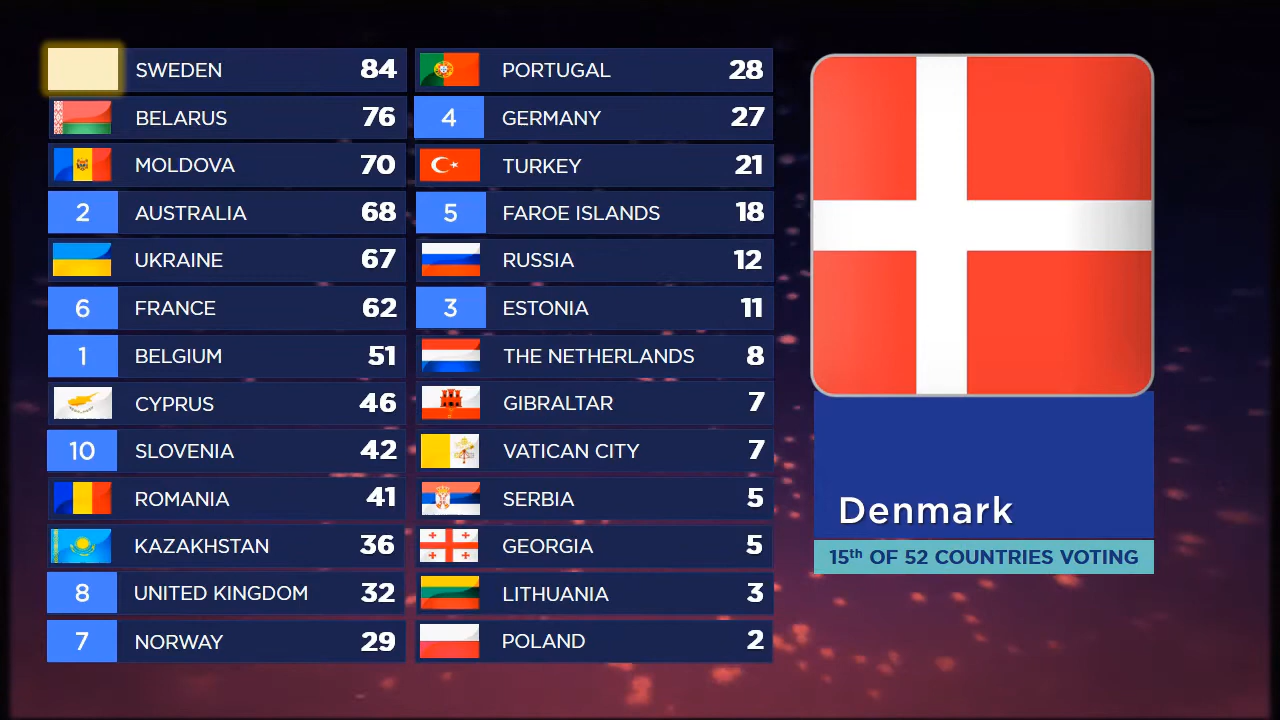 SWEDEN 84
BELARUS 76
MOLDOVA 70
2 AUSTRALIA 68
UKRAINE 67
6 FRANCE 62
1 BELGIUM 51
CYPRUS 46
10 SLOVENIA 42
ROMANIA 41
KAZAKHSTAN 36
8 UNITED KINGDOM 32
7 NORWAY 29
PORTUGAL 28
4 GERMANY 27
TURKEY 21
5 FAROE ISLANDS 18
RUSSIA 12
3 ESTONIA 11
THE NETHERLANDS 8
GIBRALTAR 7
VATICAN CITY 7
SERBIA 5
GEORGIA 5
LITHUANIA 3
POLAND 2
Denmark
15th OF 52 COUNTRIES VOTING